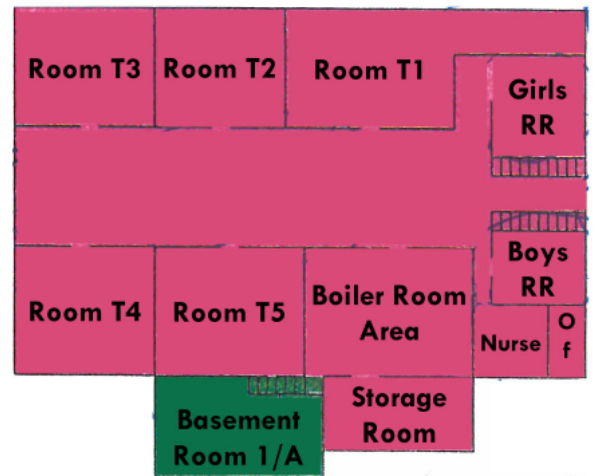 Room T3
Room T2
Room T1
Girls
RR
Boys
RR
Room T4
Room T5
Boiler Room
Area
Nurse
O
f
Basement
Room 1/A
Storage
Room